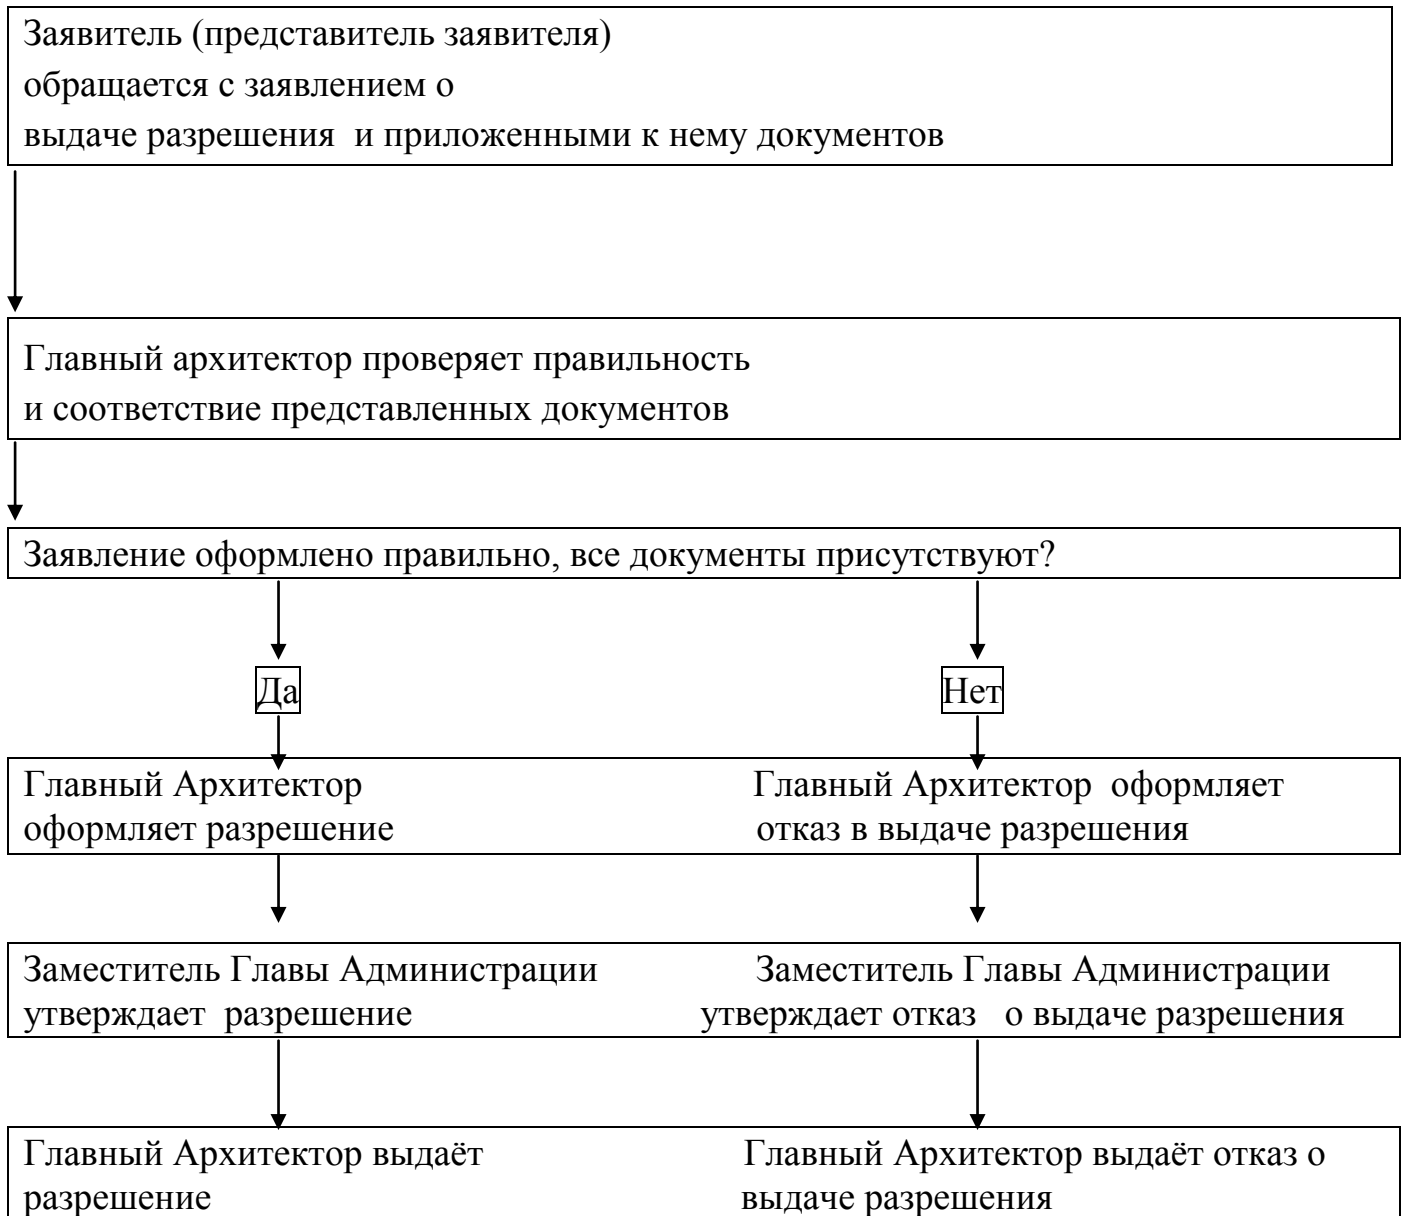 Заявитель (представитель заявителя)
обращается с заявлением о
выдаче разрешения  и приложенными к нему документов
Главный архитектор проверяет правильность
и соответствие представленных документов
Заявление оформлено правильно, все документы присутствуют?
Да
Нет
Главный Архитектор
оформляет разрешение
Главный Архитектор  оформляет
отказ в выдаче разрешения
Заместитель Главы Администрации
утверждает  разрешение
Заместитель Главы Администрации
утверждает отказ   о выдаче разрешения
Главный Архитектор выдаёт
разрешение
Главный Архитектор выдаёт отказ о
выдаче разрешения